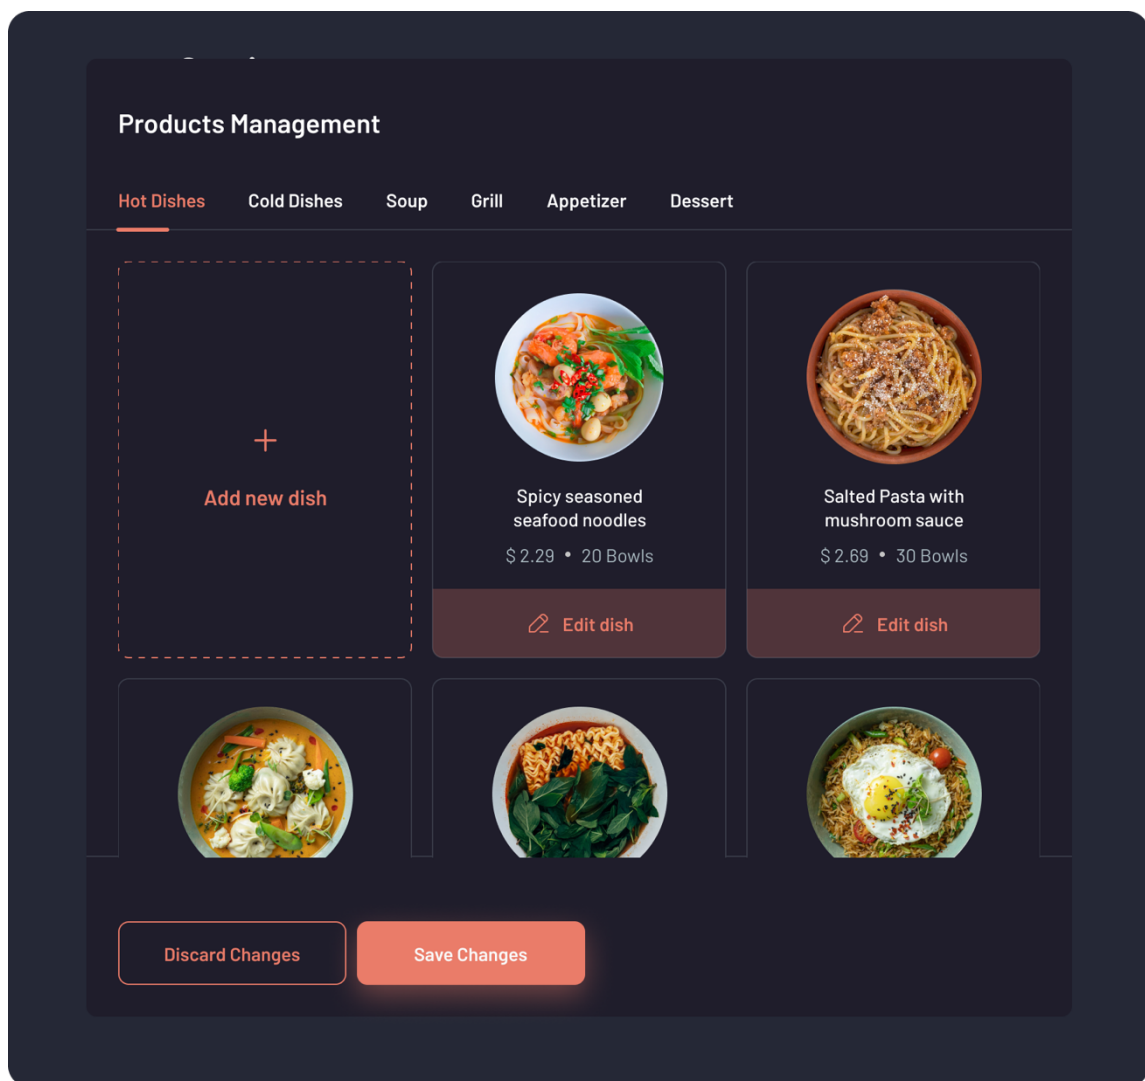 Products Management
Hot Dishes Cold Dishes Soup Grill Appetizer Dessert
Add new dish
Spicy seasoned
seafood noodles
$ 2.29 • 20 Bowls
Edit dish
Salted Pasta with
mushroom sauce
$ 2.69 • 30 Bowls
Edit dish
Discard Changes
Save Changes